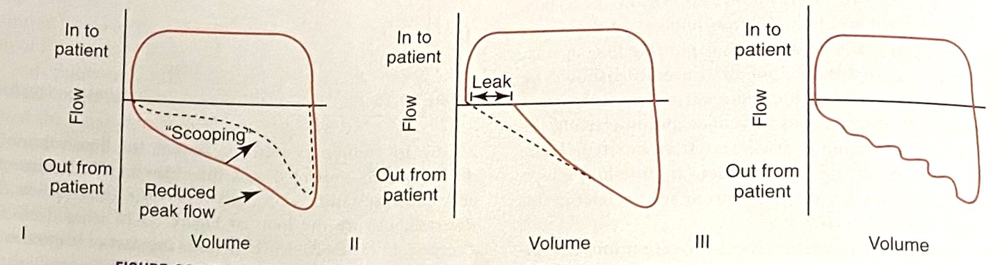 In to
patient
Flow
"Scooping"
Out from
patient
Reduced
peak flow
I
Volume
In to
patient
Leak
Flow
Out from
patient
II
Volume
In to
patient
Flow
Out from
patient
III
Volume